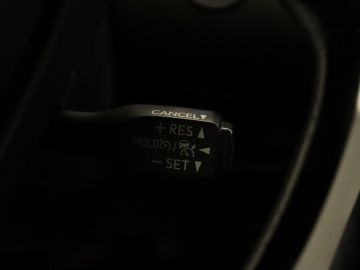 CANCEL▼
+ RES ▲
HOLD / ◄
− SET ▼